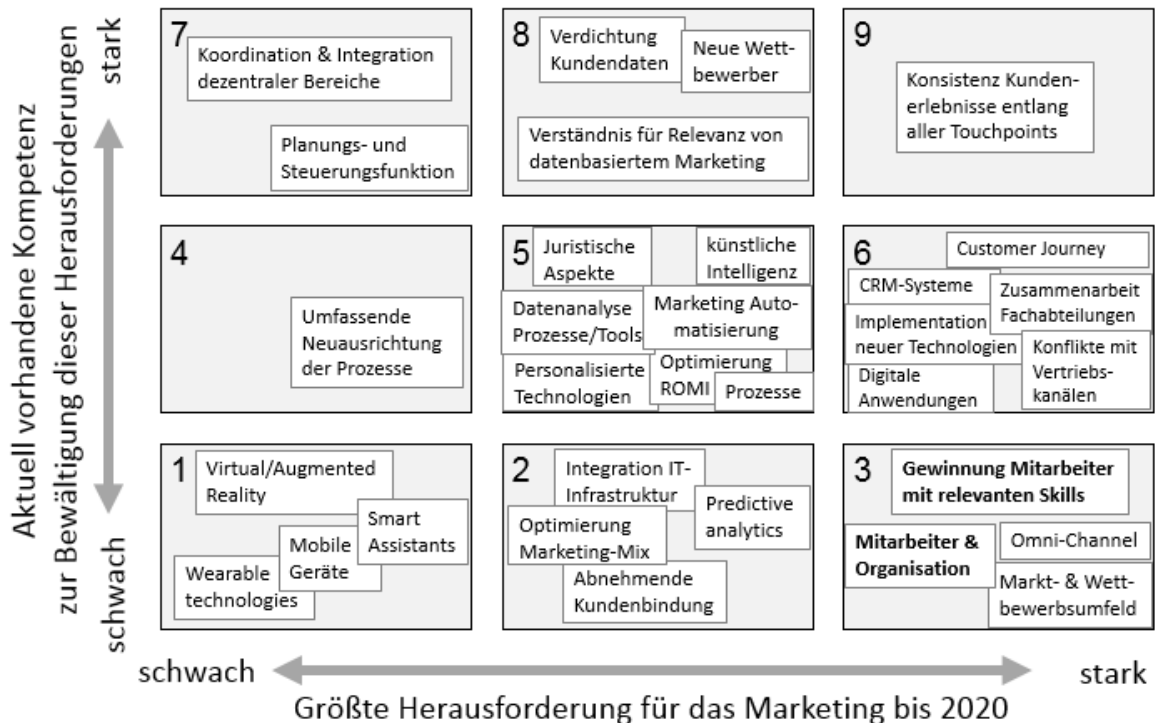 Aktuell vorhandene Kompetenz
zur Bewältigung dieser Herausforderungen
stark
schwach
7
Koordination & Integration
dezentraler Bereiche
Planungs- und
Steuerungsfunktion
8
Verdichtung
Kundendaten
Neue Wett-
bewerber
Verständnis für Relevanz von
datenbasiertem Marketing
9
Konsistenz Kunden-
erlebnisse entlang
aller Touchpoints
4
Umfassende
Neuausrichtung
der Prozesse
5
Juristische
Aspekte
künstliche
Intelligenz
Datenanalyse
Prozesse/Tools
Marketing Auto-
matisierung
Personalisierte
Technologien
Optimierung
ROMI
Prozesse
6
Customer Journey
CRM-Systeme
Zusammenarbeit
Fachabteilungen
Implementation
neuer Technologien
Konflikte mit
Vertriebs-
kanälen
Digitale
Anwendungen
1
Virtual/Augmented
Reality
Smart
Assistants
Mobile
Geräte
Wearable
technologies
2
Integration IT-
Infrastruktur
Predictive
analytics
Optimierung
Marketing-Mix
Abnehmende
Kundenbindung
3
Gewinnung Mitarbeiter
mit relevanten Skills
Mitarbeiter &
Organisation
Omni-Channel
Markt- & Wett-
bewerbsumfeld
schwach
stark
Größte Herausforderung für das Marketing bis 2020